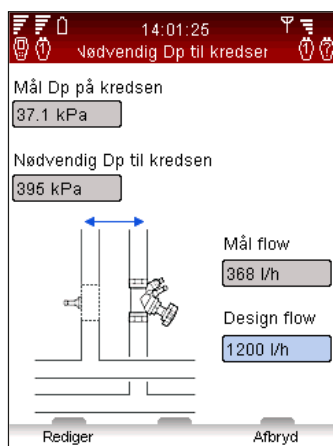 14:01:25
Nødvendig Dp til kredser
Mål Dp på kredsen
37.1 kPa
Nødvendig Dp til kredsen
395 kPa
Mål flow
368 l/h
Design flow
1200 l/h
Rediger
Afbryd